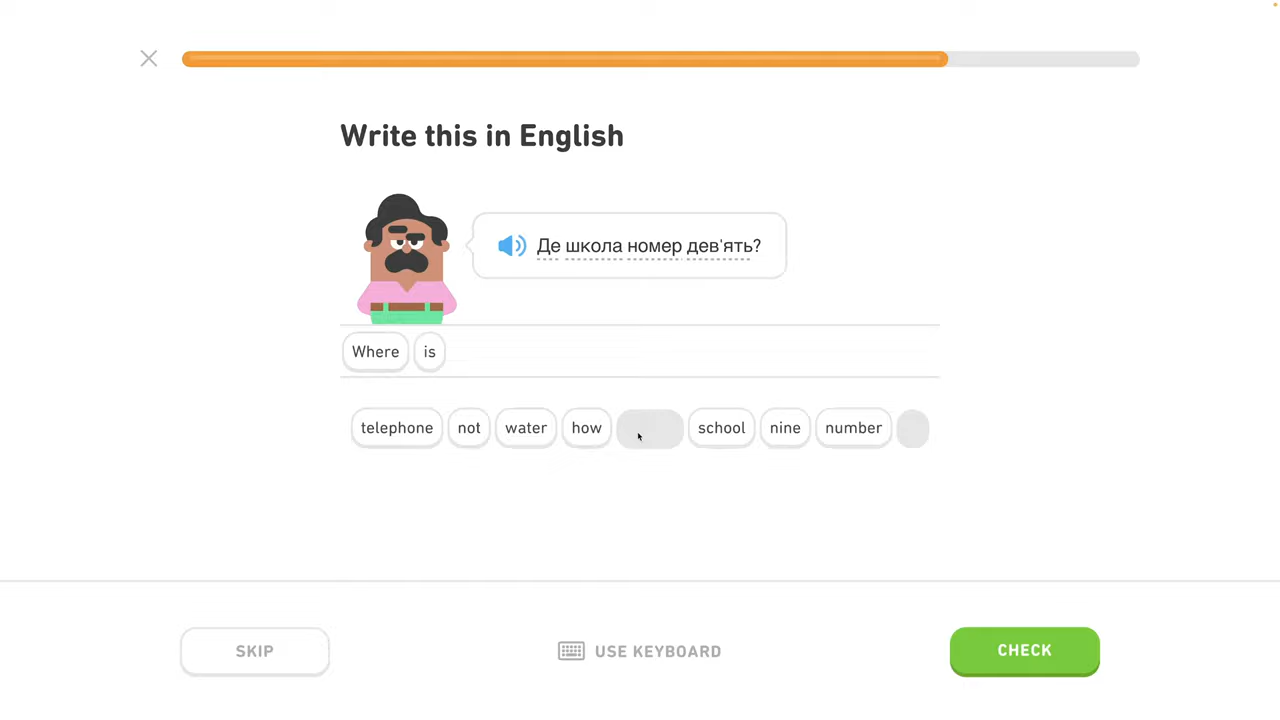 Write this in English
Де школа номер дев'ять?
Where is
telephone not water how school nine number
SKIP USE KEYBOARD CHECK